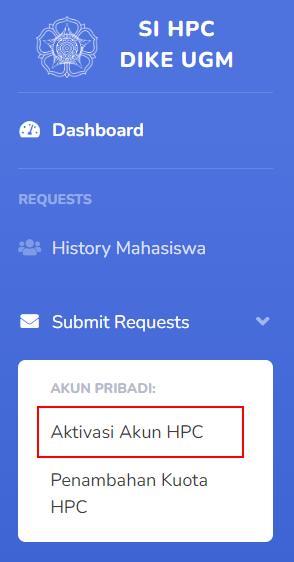 SI HPC
DIKE UGM
Dashboard
REQUESTS
History Mahasiswa
Submit Requests
AKUN PRIBADI:
Aktivasi Akun HPC
Penambahan Kuota
HPC